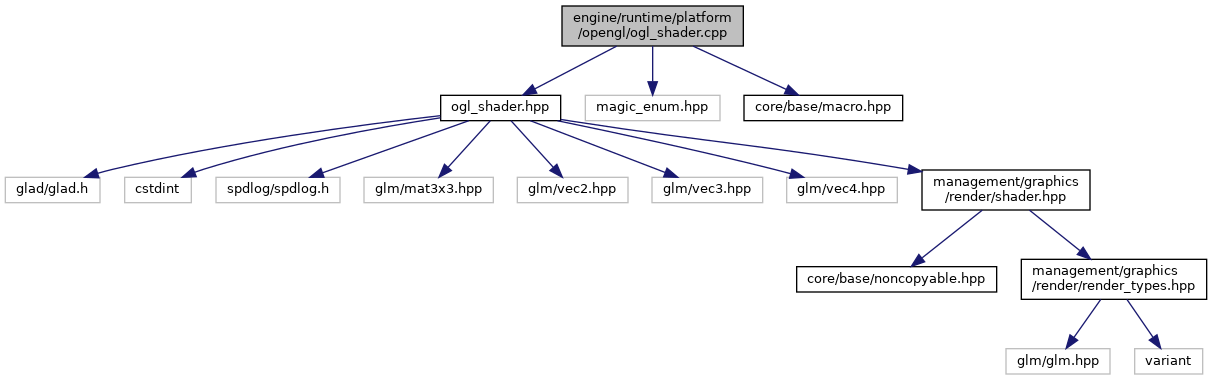 engine/runtime/platform
/opengl/ogl_shader.cpp
ogl_shader.hpp
magic_enum.hpp
core/base/macro.hpp
glad/glad.h
cstdint
spdlog/spdlog.h
glm/mat3x3.hpp
glm/vec2.hpp
glm/vec3.hpp
glm/vec4.hpp
management/graphics
/render/shader.hpp
core/base/noncopyable.hpp
management/graphics
/render/render_types.hpp
glm/glm.hpp
variant